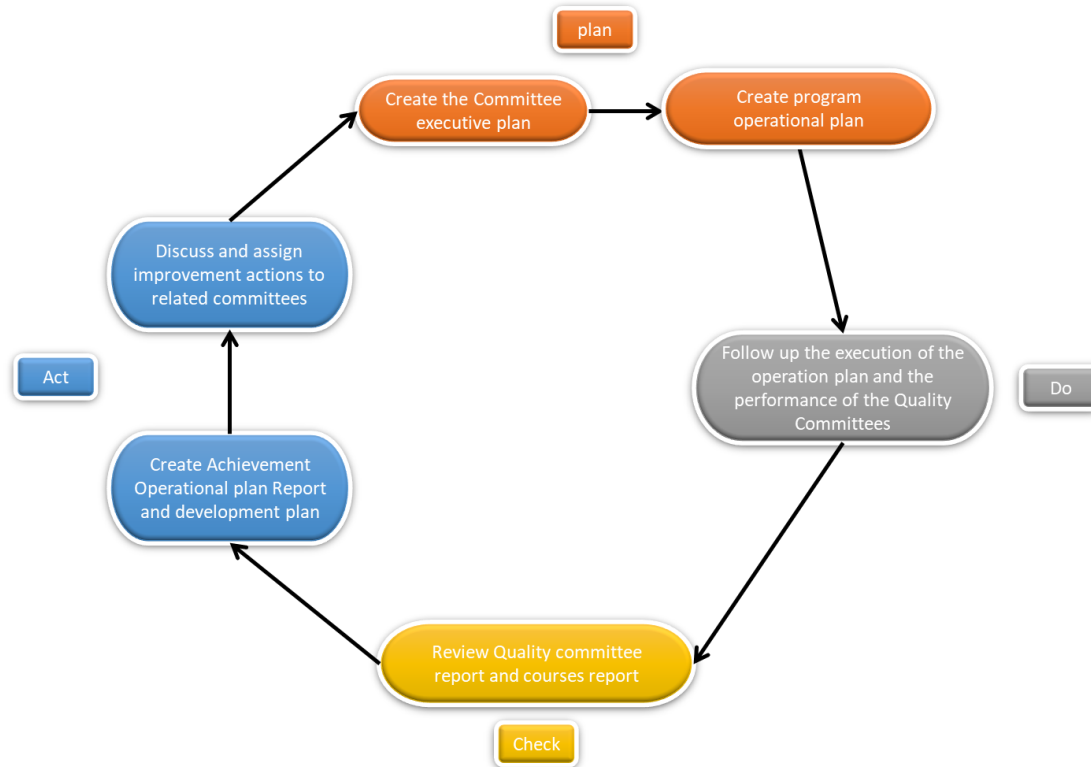 plan
Create the Committee
executive plan
Create program
operational plan
Discuss and assign
improvement actions to
related committees
Follow up the execution of the
operation plan and the
performance of the Quality
Committees
Act
Do
Create Achievement
Operational plan Report
and development plan
Review Quality committee
report and courses report
Check